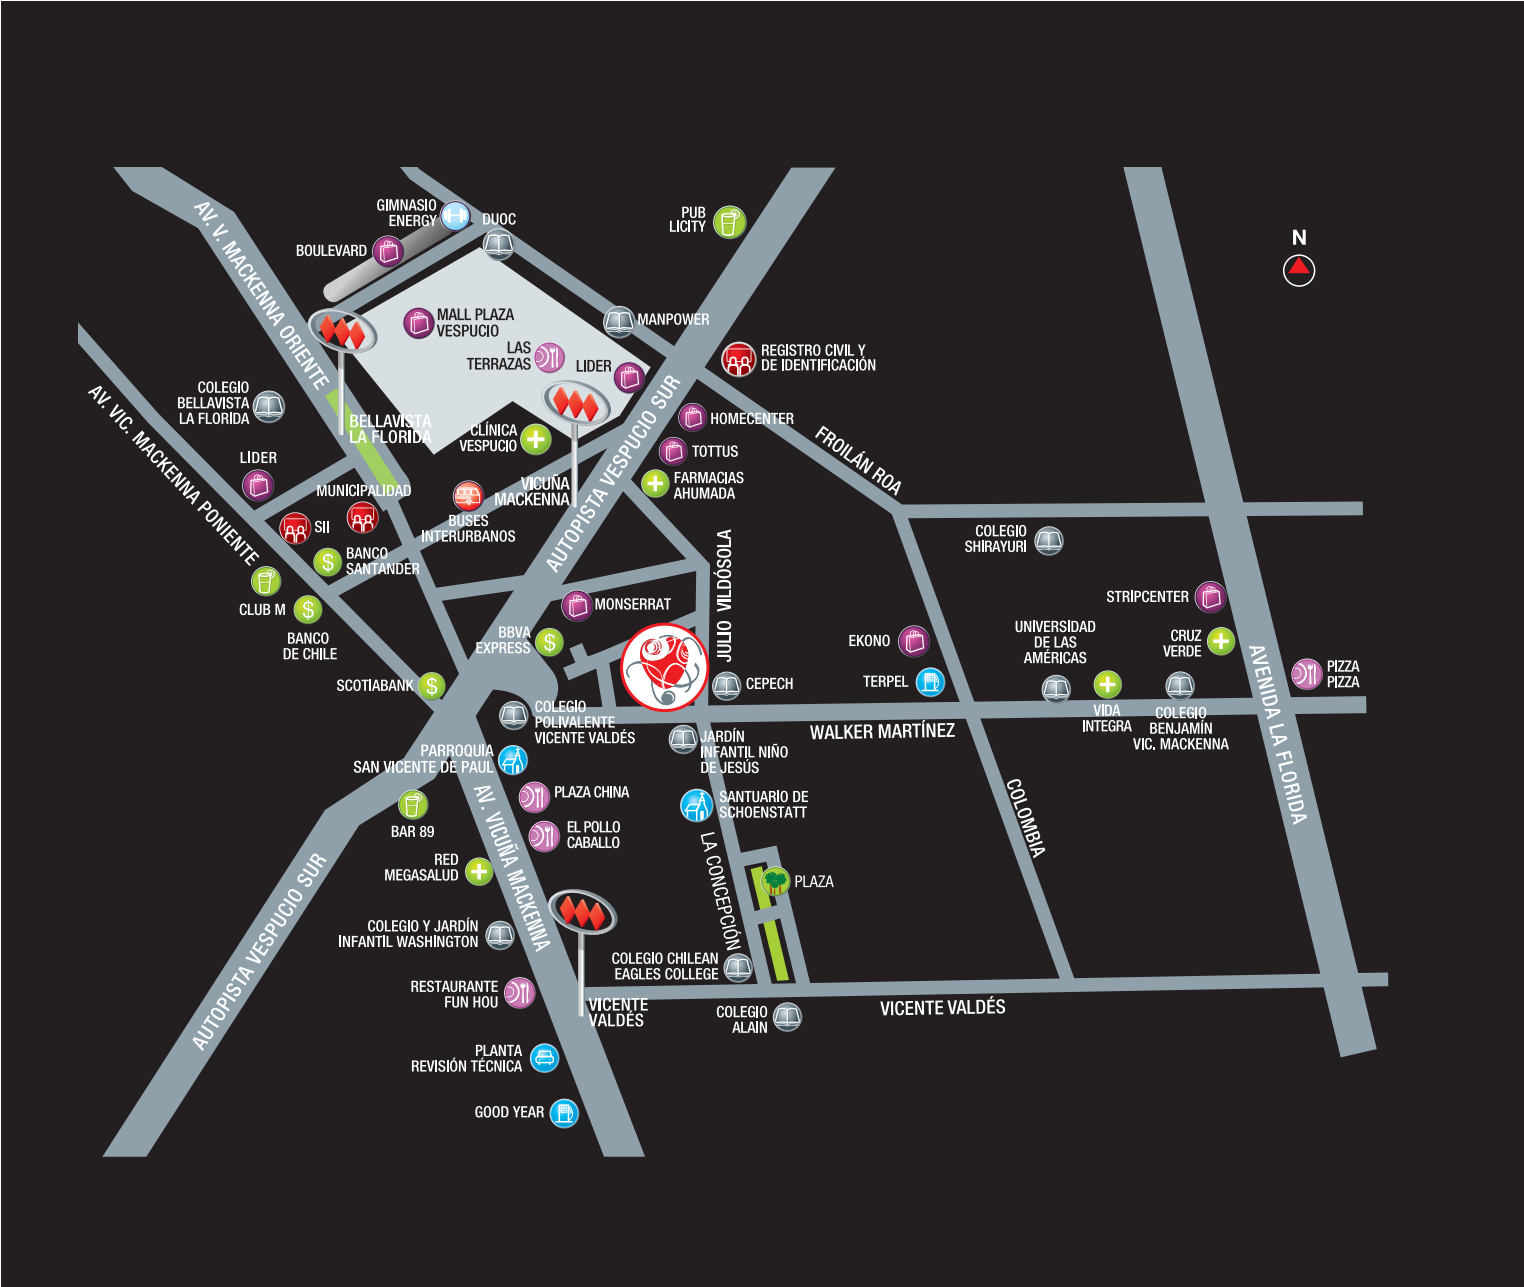 GIMNASIO
ENERGY
DUOC
BOULEVARD
PUB
LICITY
N
AV. V. MACKENNA ORIENTE
MALL PLAZA
VESPUCIO
MANPOWER
LAS
TERRAZAS
LIDER
REGISTRO CIVIL Y
DE IDENTIFICACIÓN
COLEGIO
BELLAVISTA
LA FLORIDA
BELLAVISTA
LA FLORIDA
CLÍNICA
VESPUCIO
HOMECENTER
TOTTUS
FARMACIAS
AHUMADA
FROILÁN ROA
AV. VIC. MACKENNA PONIENTE
LIDER
MUNICIPALIDAD
SII
VICUÑA
MACKENNA
BUSES
INTERURBANOS
AUTOPISTA VESPUCIO SUR
BANCO
SANTANDER
CLUB M
BANCO
DE CHILE
COLEGIO
SHIRAYURI
JULIO VILDÓSOLA
MONSERRAT
BBVA
EXPRESS
STRIPCENTER
EKONO
UNIVERSIDAD
DE LAS
AMÉRICAS
CRUZ
VERDE
SCOTIABANK
CEPECH
TERPEL
PIZZA
PIZZA
COLEGIO
POLIVALENTE
VICENTE VALDÉS
WALKER MARTÍNEZ
VIDA
INTEGRA
COLEGIO
BENJAMÍN
VIC. MACKENNA
AVENIDA LA FLORIDA
PARROQUIA
SAN VICENTE DE PAUL
JARDÍN
INFANTIL NIÑO
DE JESÚS
PLAZA CHINA
SANTUARIO DE
SCHOENSTATT
BAR 89
EL POLLO
CABALLO
COLOMBIA
AV. VICUÑA MACKENNA
RED
MEGASALUD
LA CONCEPCIÓN
PLAZA
AUTOPISTA VESPUCIO SUR
COLEGIO Y JARDÍN
INFANTIL WASHINGTON
COLEGIO CHILEAN
EAGLES COLLEGE
RESTAURANTE
FUN HOU
VICENTE
VALDÉS
COLEGIO
ALAIN
VICENTE VALDÉS
PLANTA
REVISIÓN TÉCNICA
GOOD YEAR